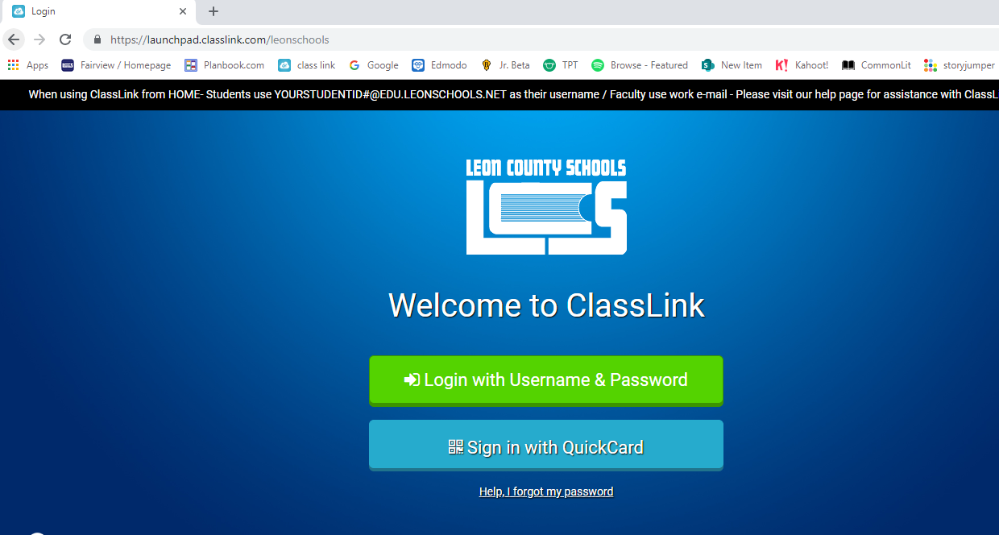 Login
https://launchpad.classlink.com/leonschools
Apps Fairview / Homepage Planbook.com class link Google Edmodo Jr. Beta TPT Browse - Featured New Item Kahoot! CommonLit storyjumper
When using ClassLink from HOME- Students use YOURSTUDENTID#@EDU.LEONSCHOOLS.NET as their username / Faculty use work e-mail - Please visit our help page for assistance with ClassL
LEON COUNTY SCHOOLS
LCS
Welcome to ClassLink
Login with Username & Password
Sign in with QuickCard
Help, I forgot my password